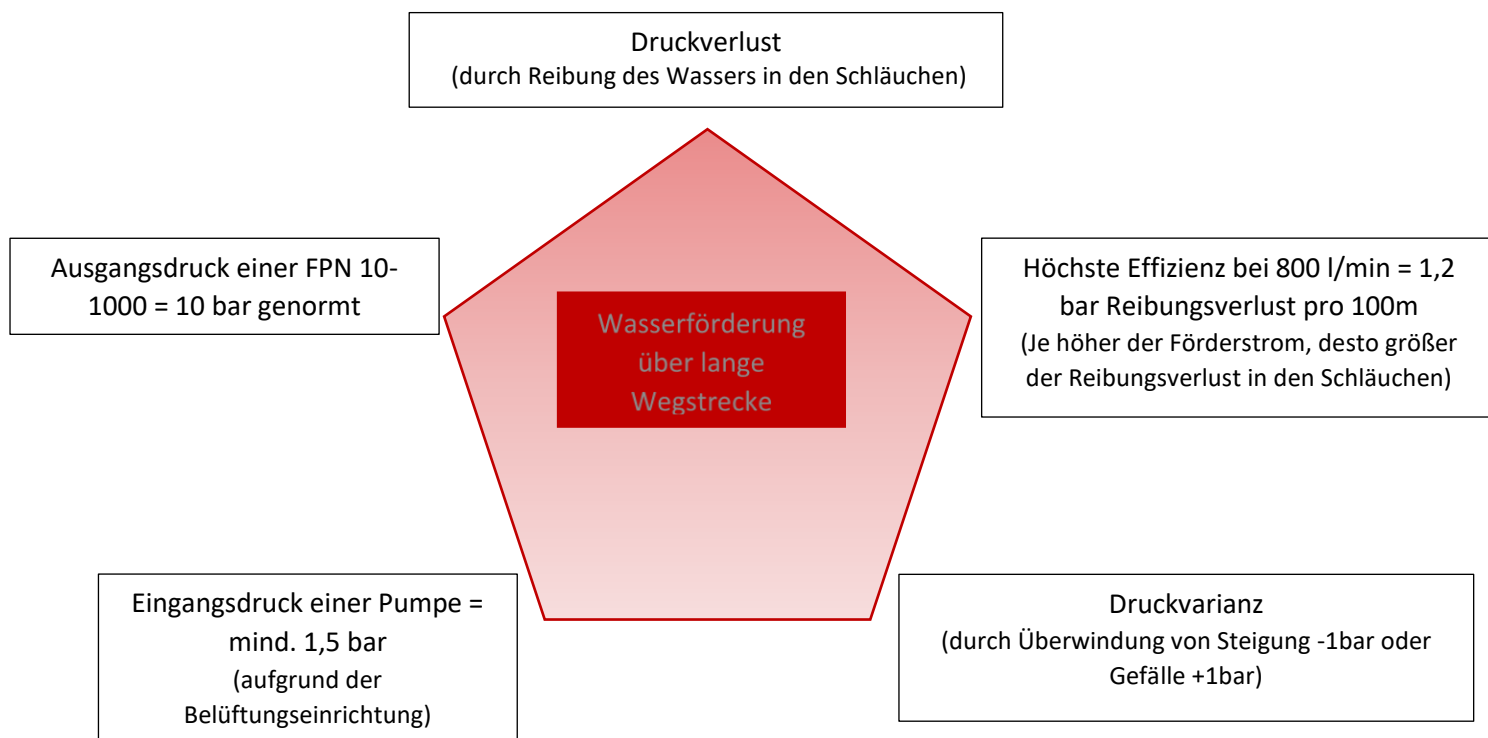 Druckverlust
(durch Reibung des Wassers in den Schläuchen)
Ausgangsdruck einer FPN 10-
1000 = 10 bar genormt
Höchste Effizienz bei 800 l/min = 1,2
bar Reibungsverlust pro 100m
(Je höher der Förderstrom, desto größer
der Reibungsverlust in den Schläuchen)
Wasserförderung
über lange
Wegstrecke
Eingangsdruck einer Pumpe =
mind. 1,5 bar
(aufgrund der
Belüftungseinrichtung)
Druckvarianz
(durch Überwindung von Steigung -1bar oder
Gefälle +1bar)